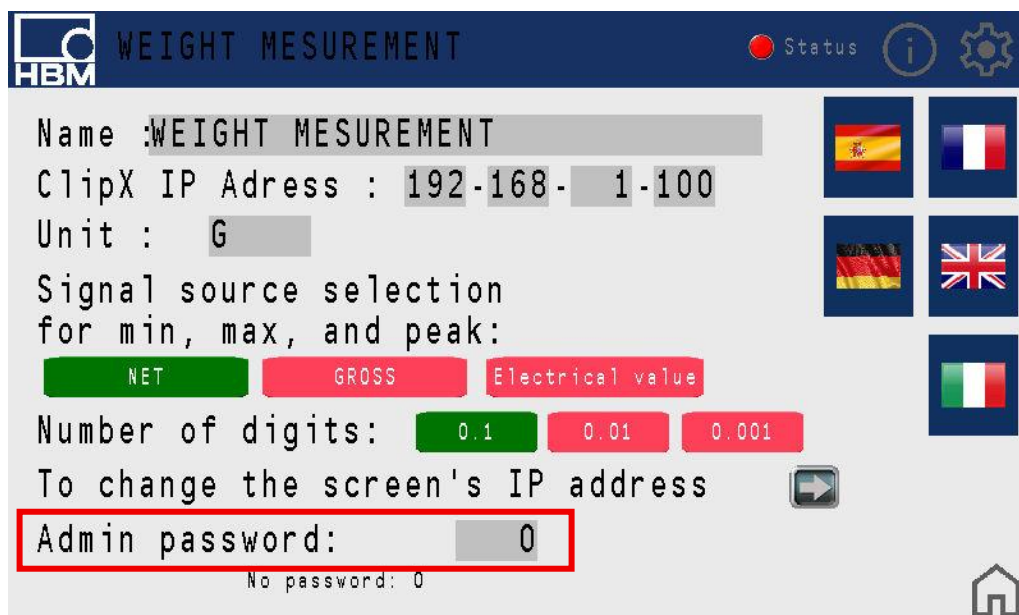 HBM WEIGHT MESUREMENT Status i
Name :WEIGHT MESUREMENT
ClipX IP Adress : 192-168- 1-100
Unit : G
Signal source selection
for min, max, and peak:
NET GROSS Electrical value
Number of digits: 0.1 0.01 0.001
To change the screen's IP address
Admin password: 0
No password: 0